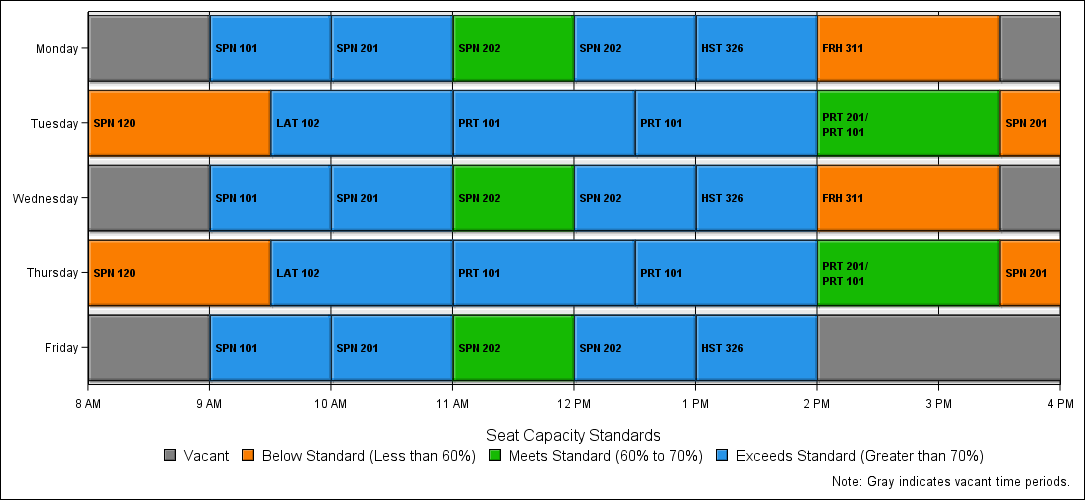 Monday
SPN 101 SPN 201 SPN 202 SPN 202 HST 326 FRH 311
Tuesday
SPN 120 LAT 102 PRT 101 PRT 101 PRT 201/
PRT 101 SPN 201
Wednesday
SPN 101 SPN 201 SPN 202 SPN 202 HST 326 FRH 311
Thursday
SPN 120 LAT 102 PRT 101 PRT 101 PRT 201/
PRT 101 SPN 201
Friday
SPN 101 SPN 201 SPN 202 SPN 202 HST 326
8 AM 9 AM 10 AM 11 AM 12 PM 1 PM 2 PM 3 PM 4 PM
Seat Capacity Standards
Vacant Below Standard (Less than 60%) Meets Standard (60% to 70%) Exceeds Standard (Greater than 70%)
Note: Gray indicates vacant time periods.